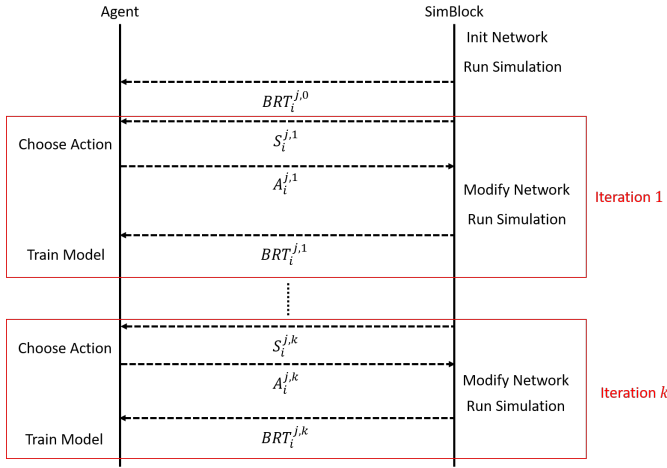 Agent
SimBlock
Init Network
Run Simulation
$BRT_i^{j,0}$
$S_i^{j,1}$
Choose Action
$A_i^{j,1}$
Modify Network
Iteration 1
Run Simulation
Train Model
$BRT_i^{j,1}$
$S_i^{j,k}$
Choose Action
$A_i^{j,k}$
Modify Network
Iteration k
Run Simulation
Train Model
$BRT_i^{j,k}$